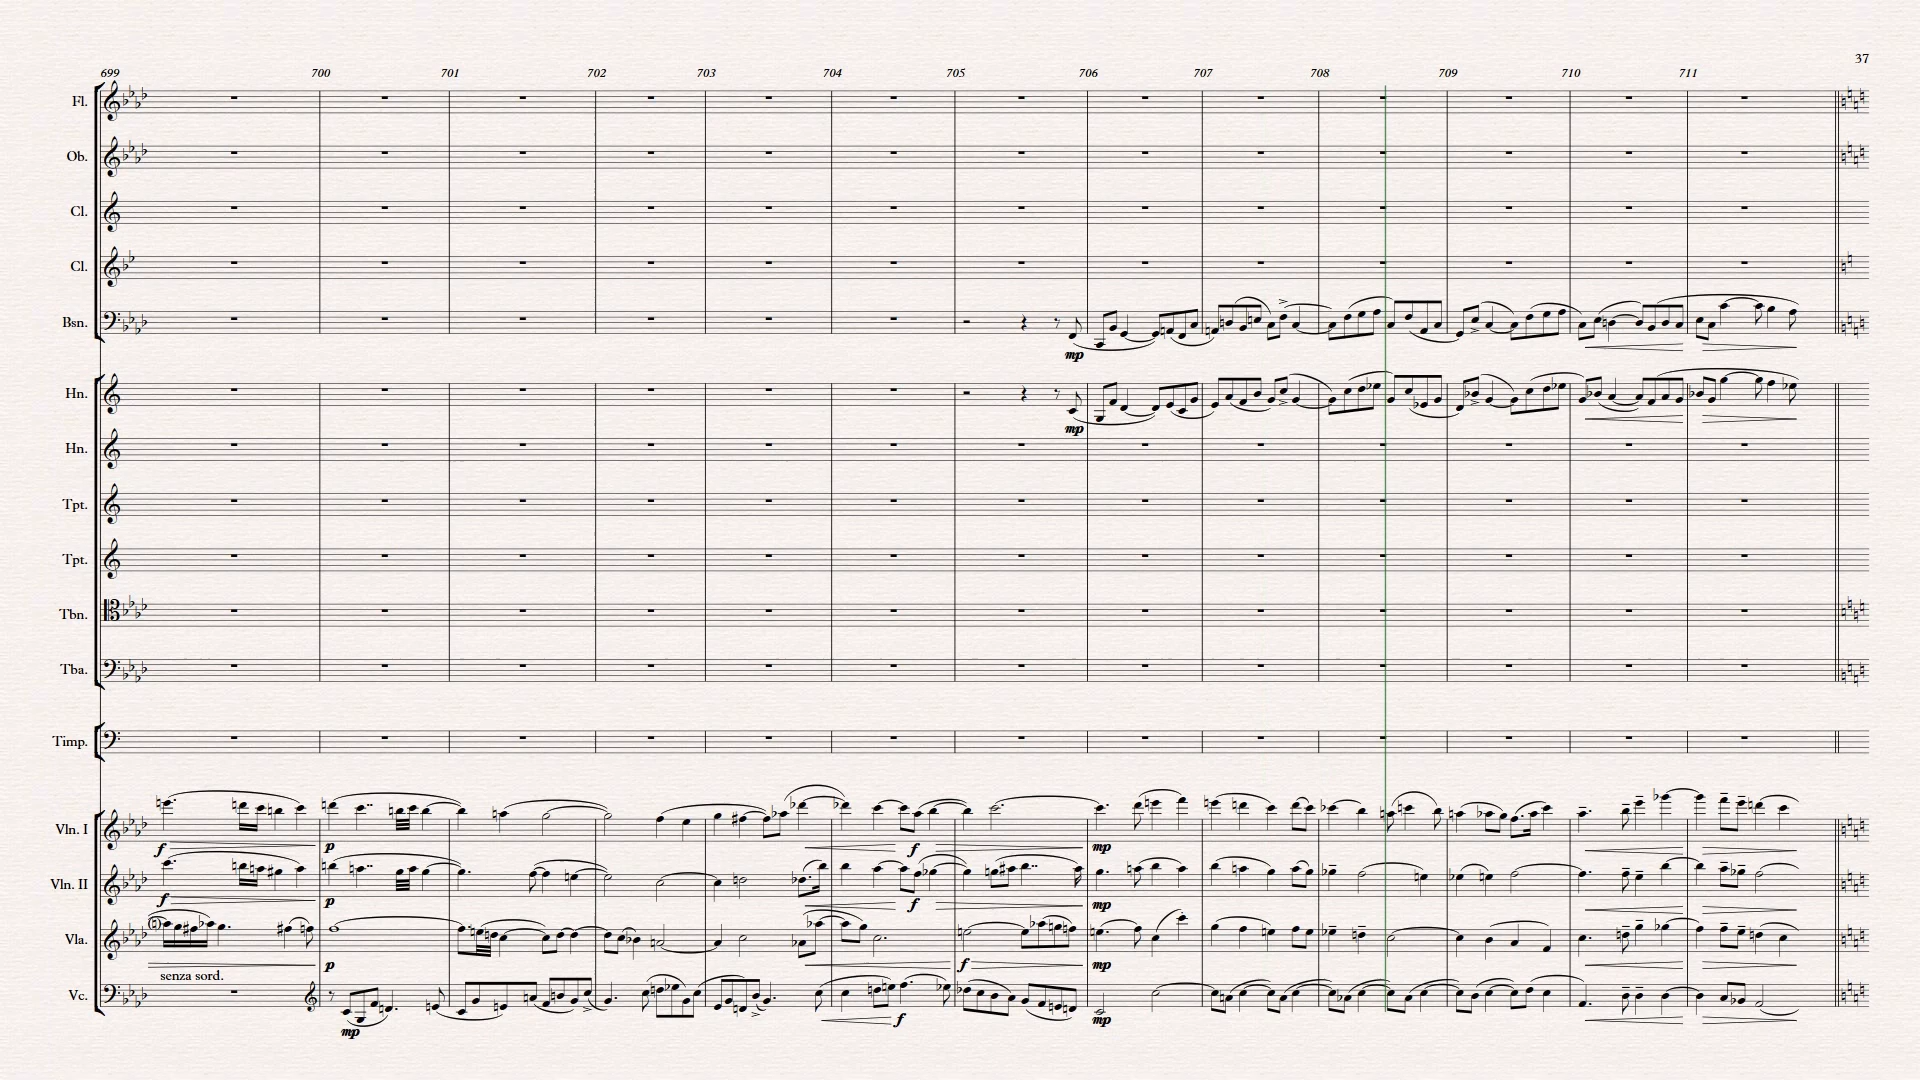 37
699 700 701 702 703 704 705 706 707 708 709 710 711
Fl.
Ob.
Cl.
Cl.
Bsn.
mp
Hn.
mp
Hn.
Tpt.
Tpt.
Tbn.
Tba.
Timp.
Vln. I
f p f mp
Vln. II
f p f mp
Vla.
p f mp
senza sord.
Vc.
mp f mp